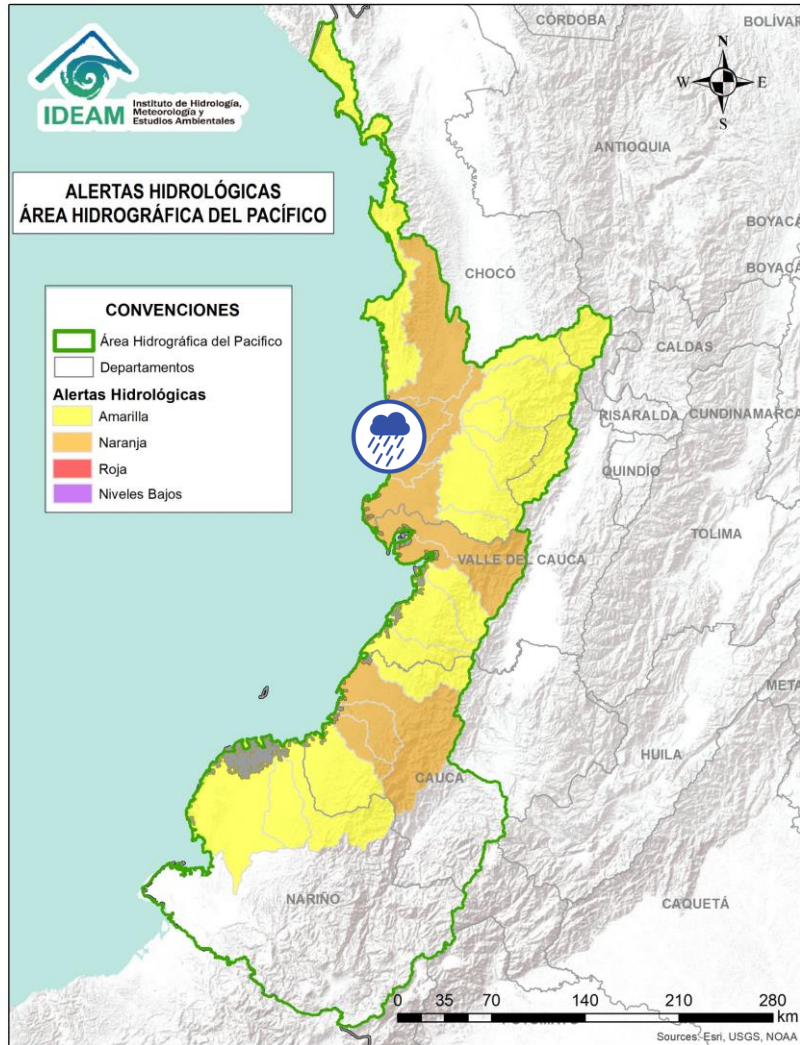 CÓRDOBA
BOLÍVAR
IDEAM
Instituto de Hidrología,
Meteorología y
Estudios Ambientales
N
W E
S
ANTIOQUIA
ALERTAS HIDROLÓGICAS
ÁREA HIDROGRÁFICA DEL PACÍFICO
BOYACÁ
CHOCÓ
BOYACÁ
CONVENCIONES
Área Hidrográfica del Pacifico
Departamentos
Alertas Hidrológicas
Amarilla
Naranja
Roja
Niveles Bajos
CALDAS
RISARALDA
CUNDINAMARCA
QUINDÍO
TOLIMA
VALLE DEL CAUCA
META
HUILA
CAUCA
NARIÑO
CAQUETÁ
0 35 70 140 210 280
km
Sources: Esri, USGS, NOAA